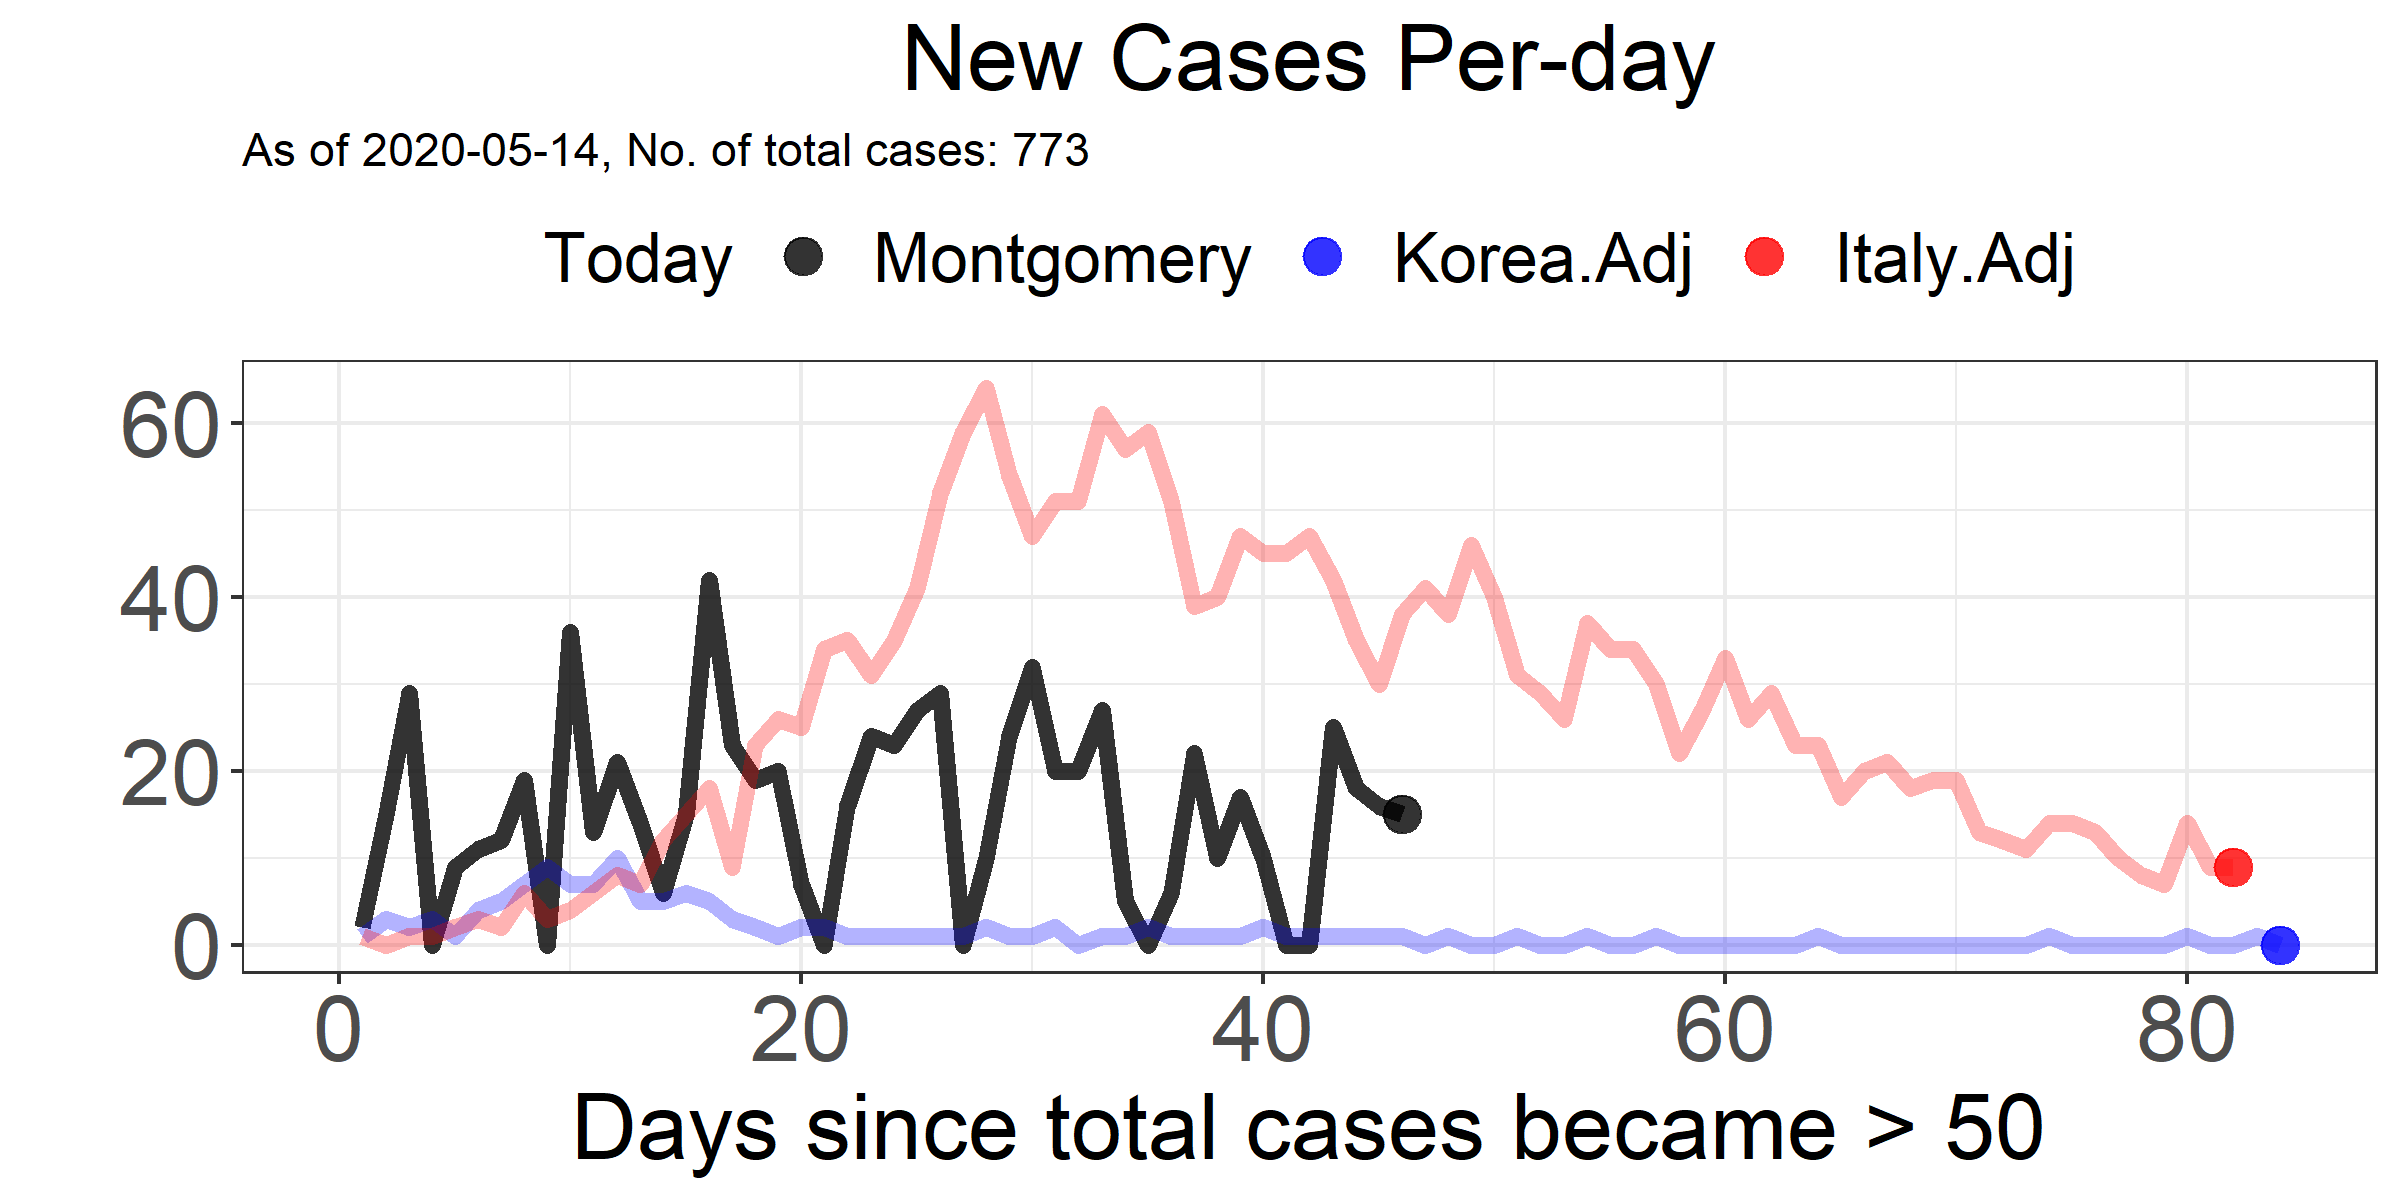 New Cases Per-day
As of 2020-05-14, No. of total cases: 773
Today Montgomery Korea.Adj Italy.Adj
60
40
20
0
0 20 40 60 80
Days since total cases became > 50